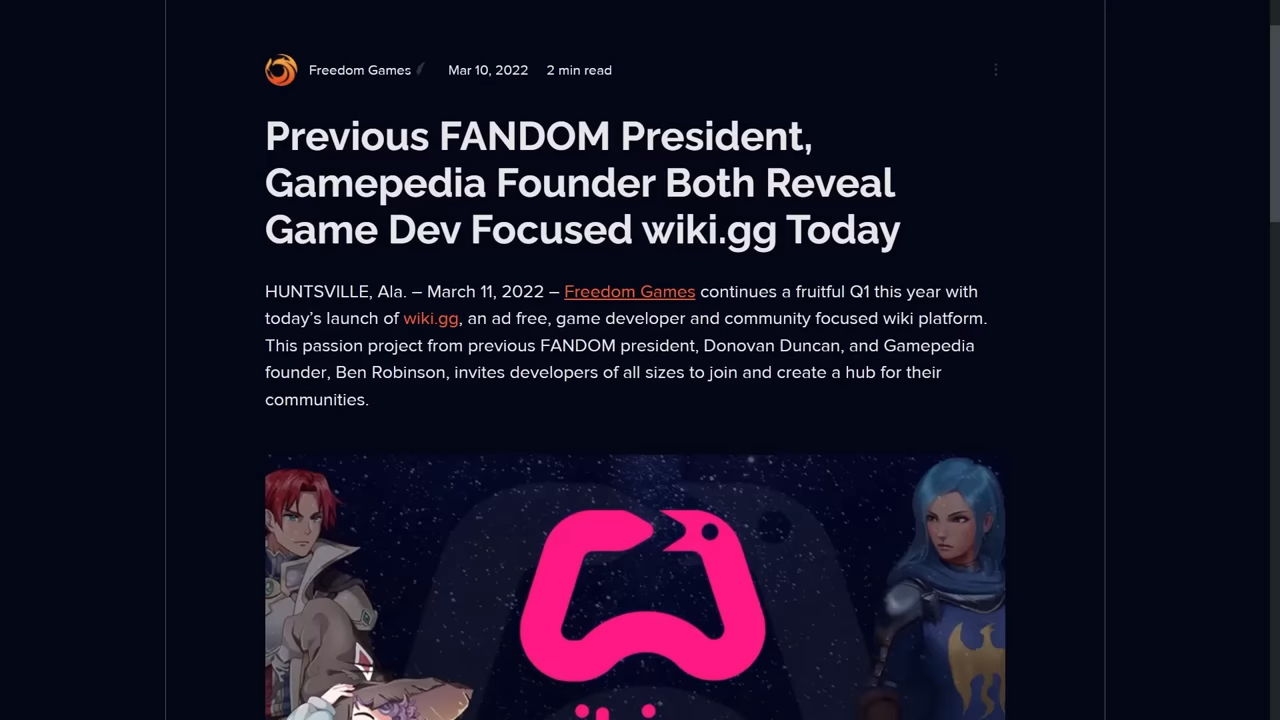 Freedom Games Mar 10, 2022 2 min read
Previous FANDOM President,
Gamepedia Founder Both Reveal
Game Dev Focused wiki.gg Today
HUNTSVILLE, Ala. – March 11, 2022 – Freedom Games continues a fruitful Q1 this year with
today’s launch of wiki.gg, an ad free, game developer and community focused wiki platform.
This passion project from previous FANDOM president, Donovan Duncan, and Gamepedia
founder, Ben Robinson, invites developers of all sizes to join and create a hub for their
communities.